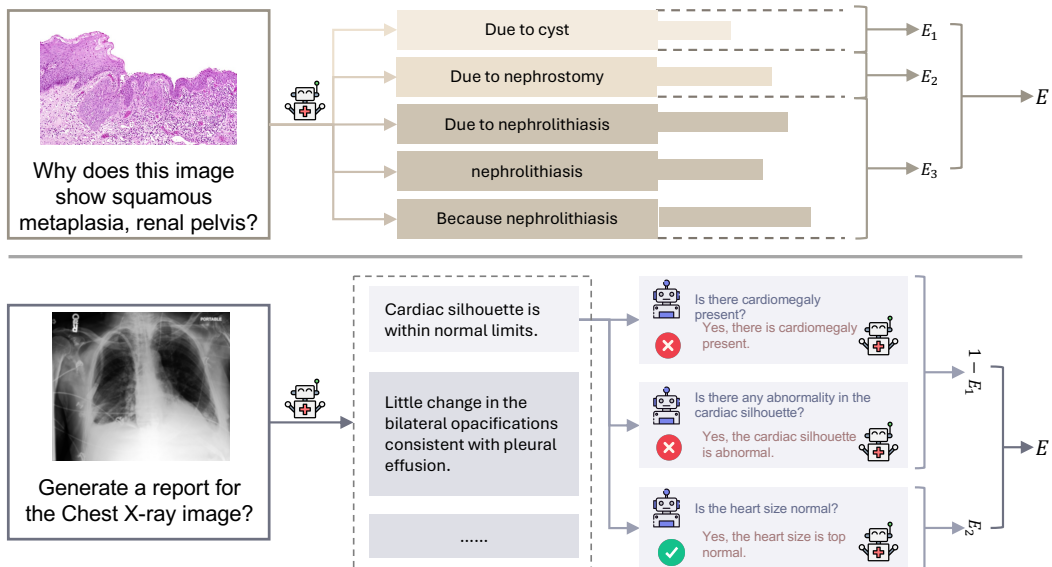 Why does this image
show squamous
metaplasia, renal pelvis?
Due to cyst
Due to nephrostomy
Due to nephrolithiasis
nephrolithiasis
Because nephrolithiasis
E₁
E₂
E₃
E
PORTABLE
Generate a report for
the Chest X-ray image?
Cardiac silhouette is
within normal limits.
Little change in the
bilateral opacifications
consistent with pleural
effusion.
......
Is there cardiomegaly
present?
Yes, there is cardiomegaly
present.
Is there any abnormality in the
cardiac silhouette?
Yes, the cardiac silhouette
is abnormal.
Is the heart size normal?
Yes, the heart size is top
normal.
1 − E₁
E₂
E